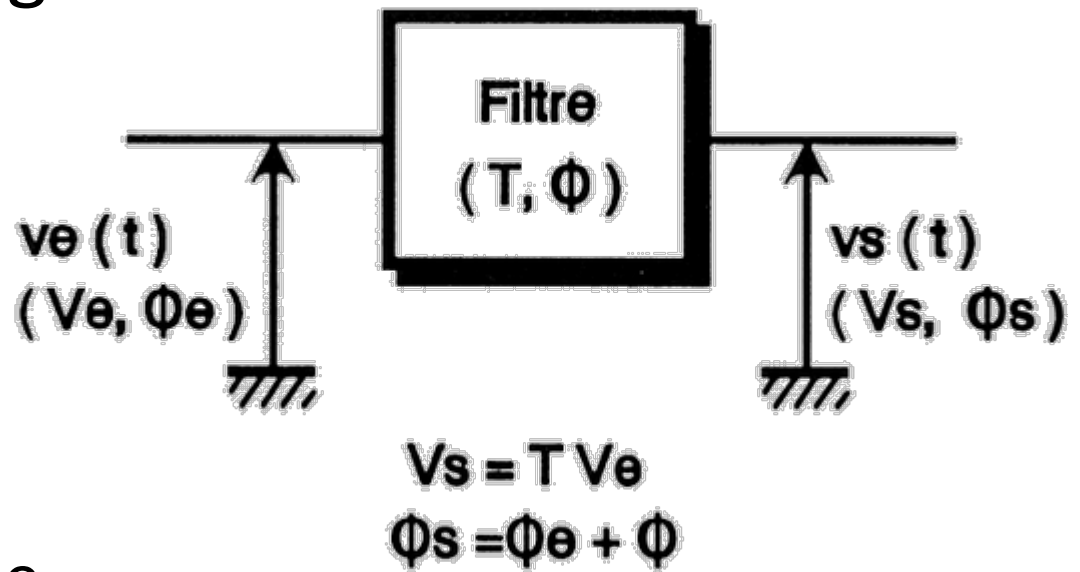 Filtre
( T, Φ )
ve ( t )
( Ve, Φe )
vs ( t )
( Vs, Φs )
Vs = T Ve
Φs =Φe + Φ